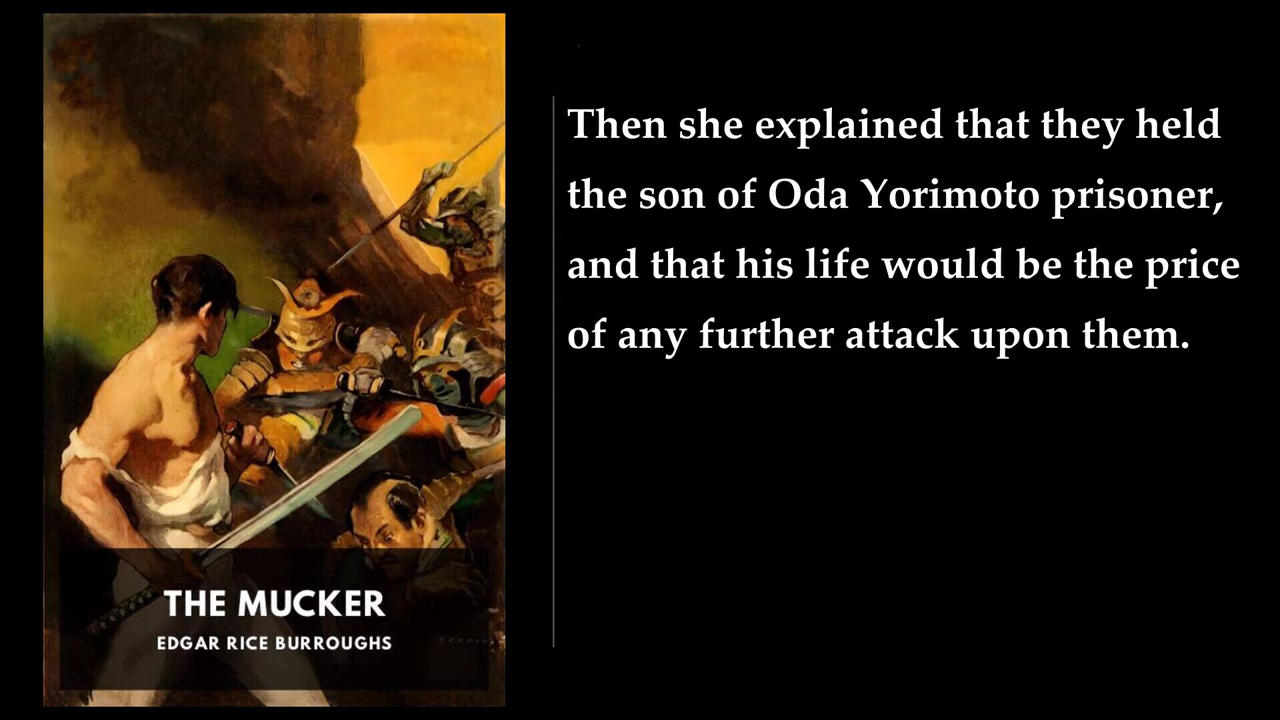 Then she explained that they held
the son of Oda Yorimoto prisoner,
and that his life would be the price
of any further attack upon them.
THE MUCKER
EDGAR RICE BURROUGHS